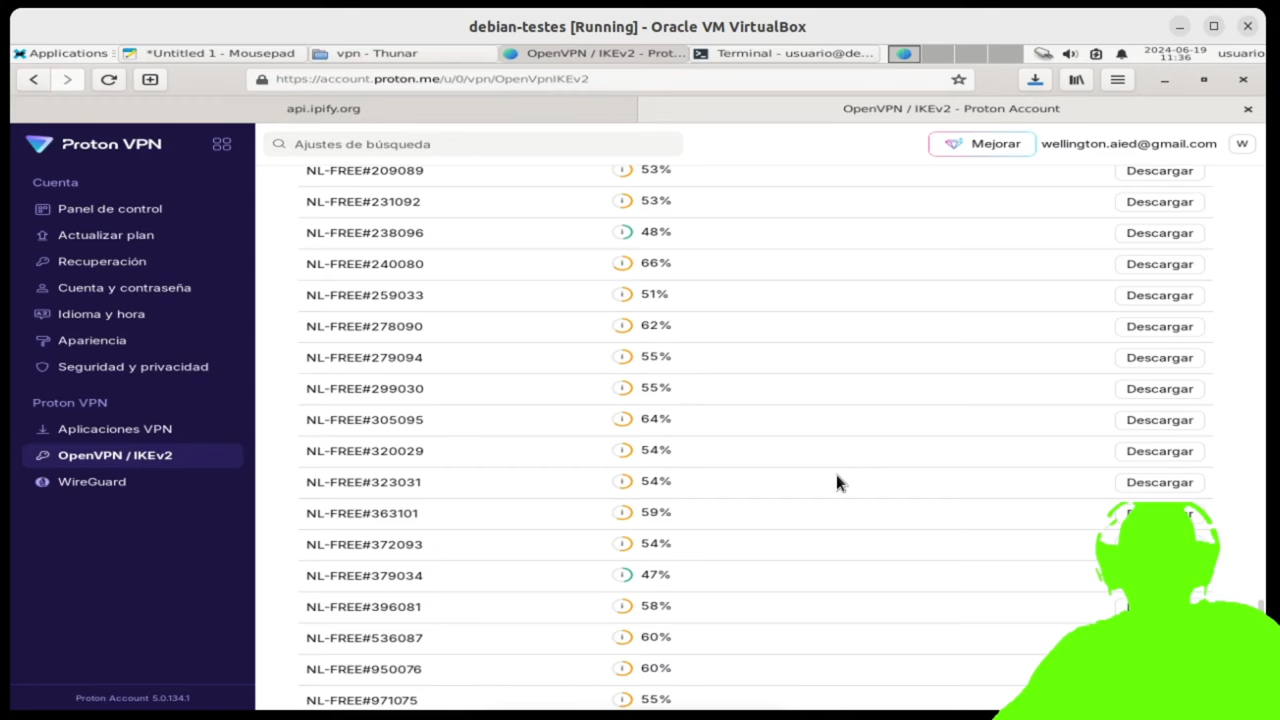 debian-testes [Running] - Oracle VM VirtualBox
Applications
*Untitled 1 - Mousepad
vpn - Thunar
OpenVPN / IKEv2 - Prot...
Terminal - usuario@de...
2024-06-19
11:36
usuario
https://account.proton.me/u/0/vpn/OpenVpnIKEv2
api.ipify.org
OpenVPN / IKEv2 - Proton Account
Proton VPN
Ajustes de búsqueda
Mejorar
wellington.aied@gmail.com
W
Cuenta
Panel de control
Actualizar plan
Recuperación
Cuenta y contraseña
Idioma y hora
Apariencia
Seguridad y privacidad
Proton VPN
Aplicaciones VPN
OpenVPN / IKEv2
WireGuard
Proton Account 5.0.134.1
NL-FREE#209089 53% Descargar
NL-FREE#231092 53% Descargar
NL-FREE#238096 48% Descargar
NL-FREE#240080 66% Descargar
NL-FREE#259033 51% Descargar
NL-FREE#278090 62% Descargar
NL-FREE#279094 55% Descargar
NL-FREE#299030 55% Descargar
NL-FREE#305095 64% Descargar
NL-FREE#320029 54% Descargar
NL-FREE#323031 54% Descargar
NL-FREE#363101 59%
NL-FREE#372093 54%
NL-FREE#379034 47%
NL-FREE#396081 58%
NL-FREE#536087 60%
NL-FREE#950076 60%
NL-FREE#971075 55%